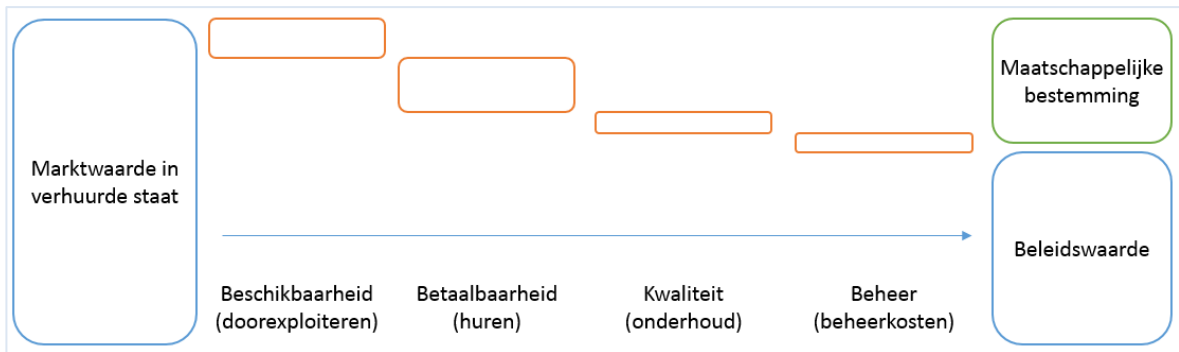 Marktwaarde in
verhuurde staat
Beschikbaarheid
(doorexploiteren)
Betaalbaarheid
(huren)
Kwaliteit
(onderhoud)
Beheer
(beheerkosten)
Maatschappelijke
bestemming
Beleidswaarde